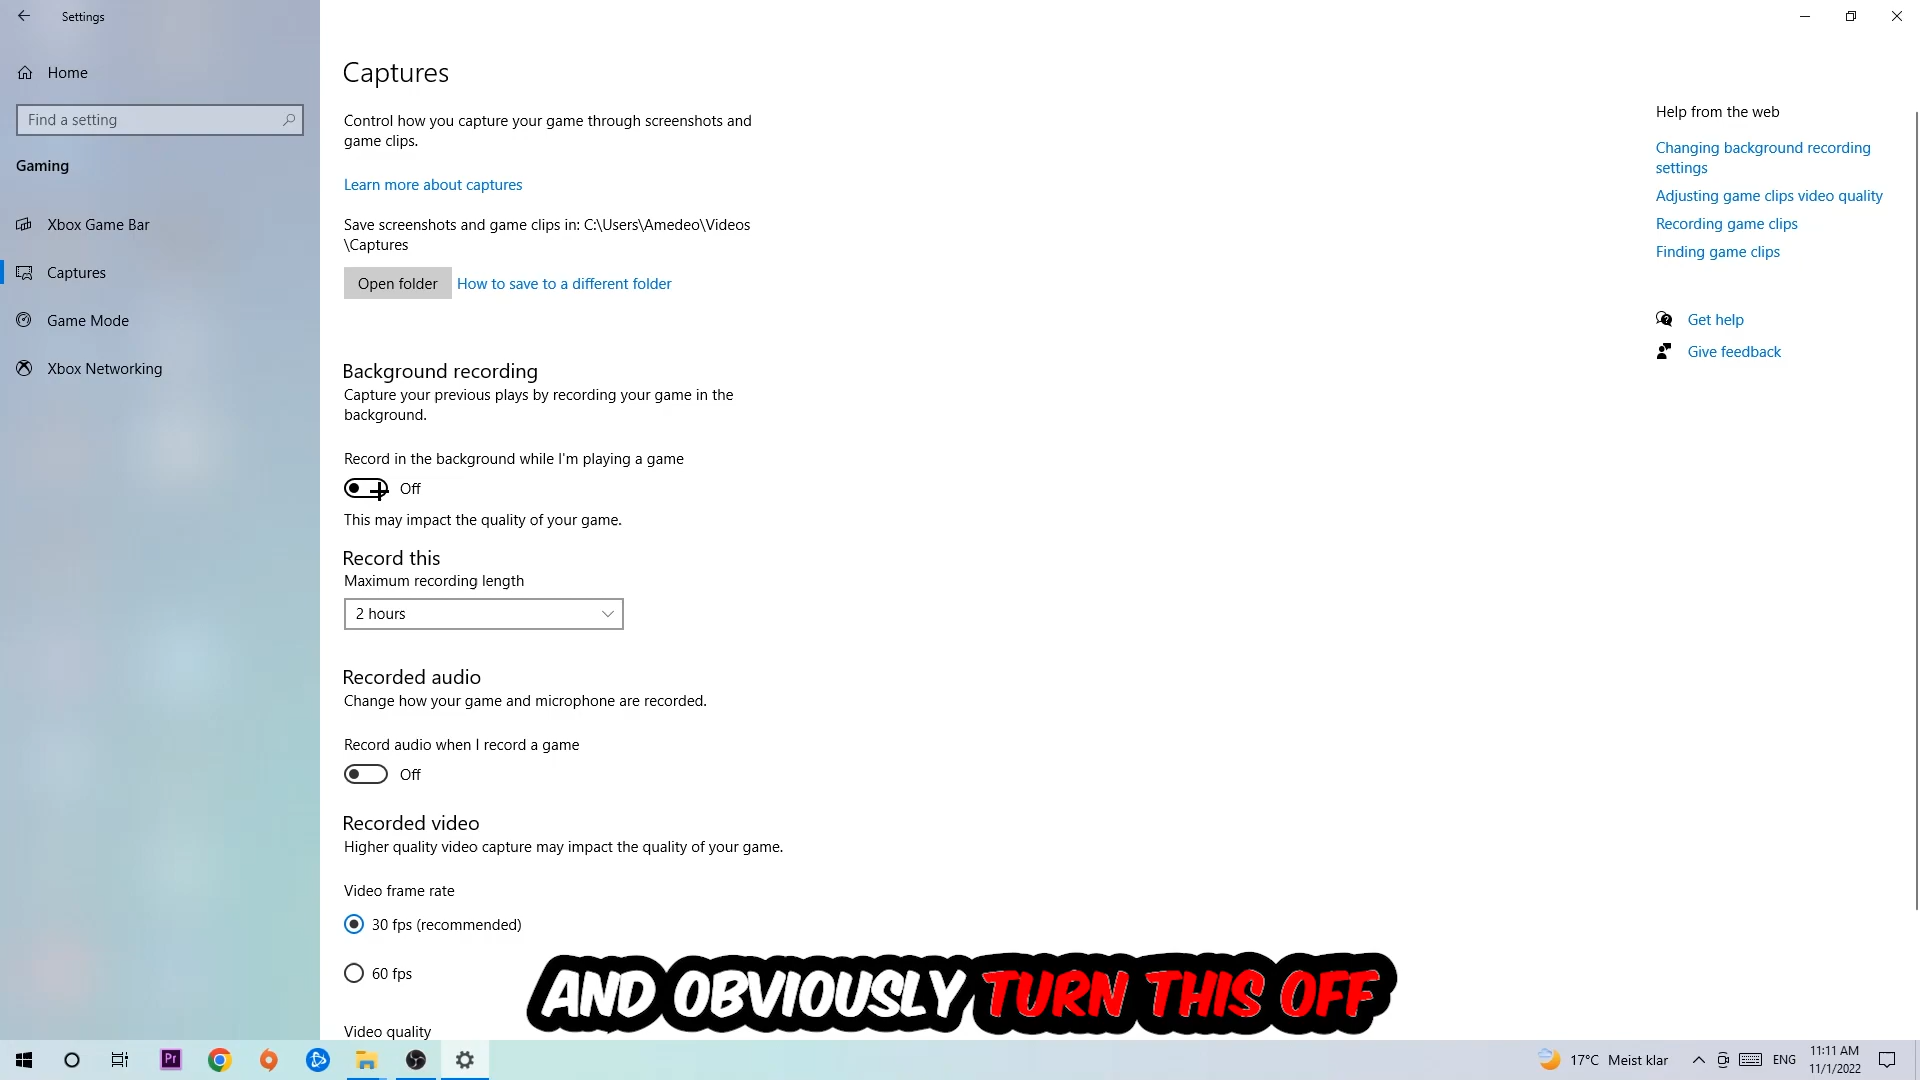 Settings
Home
Find a setting
Gaming
Xbox Game Bar
Captures
Game Mode
Xbox Networking
Captures
Control how you capture your game through screenshots and
game clips.
Learn more about captures
Save screenshots and game clips in: C:\Users\Amedeo\Videos
\Captures
Open folder
How to save to a different folder
Background recording
Capture your previous plays by recording your game in the
background.
Record in the background while I'm playing a game
Off
This may impact the quality of your game.
Record this
Maximum recording length
2 hours
Recorded audio
Change how your game and microphone are recorded.
Record audio when I record a game
Off
Recorded video
Higher quality video capture may impact the quality of your game.
Video frame rate
30 fps (recommended)
60 fps
Video quality
Help from the web
Changing background recording
settings
Adjusting game clips video quality
Recording game clips
Finding game clips
Get help
Give feedback
AND OBVIOUSLY TURN THIS OFF
Pr
17°C Meist klar
ENG
11:11 AM
11/1/2022